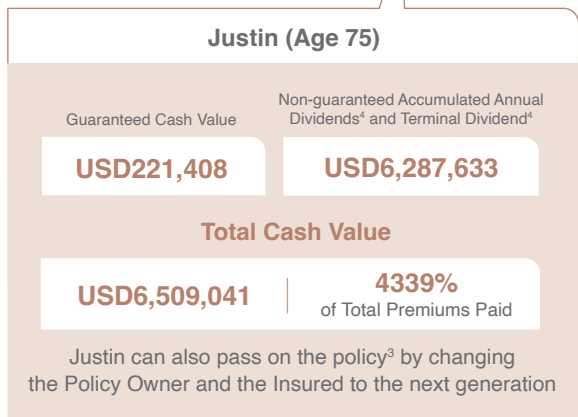 Justin (Age 75)
Guaranteed Cash Value
Non-guaranteed Accumulated Annual
Dividends⁴ and Terminal Dividend⁴
USD221,408
USD6,287,633
Total Cash Value
USD6,509,041
4339%
of Total Premiums Paid
Justin can also pass on the policy³ by changing
the Policy Owner and the Insured to the next generation